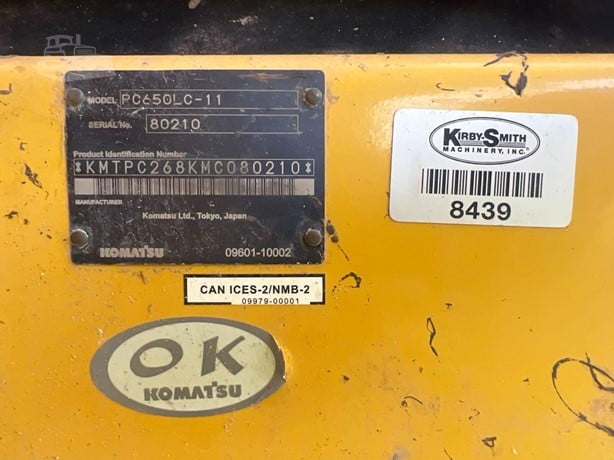 MODEL PC650LC-11
SERIAL No. 80210
Product Identification Number
*KMTPC268KMC080210*
MANUFACTURER
Komatsu Ltd., Tokyo, Japan
KOMATSU 09601-10002
KIRBY-SMITH
MACHINERY, INC.
8439
CAN ICES-2/NMB-2
09979-00001
OK
KOMATSU